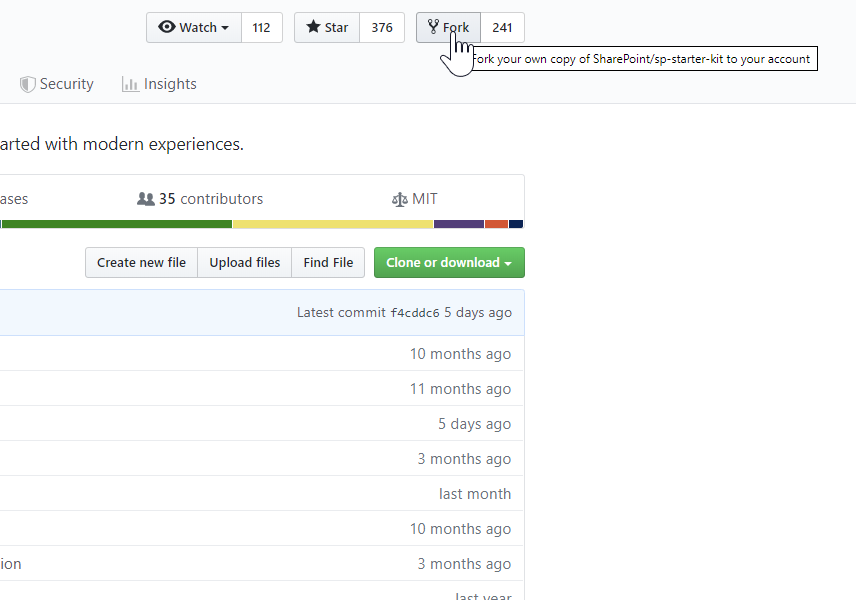 Watch 112 Star 376 Fork 241
Fork your own copy of SharePoint/sp-starter-kit to your account
Security Insights
arted with modern experiences.
ases 35 contributors MIT
Create new file Upload files Find File Clone or download
Latest commit f4cddc6 5 days ago
10 months ago
11 months ago
5 days ago
3 months ago
last month
10 months ago
ion 3 months ago
last year